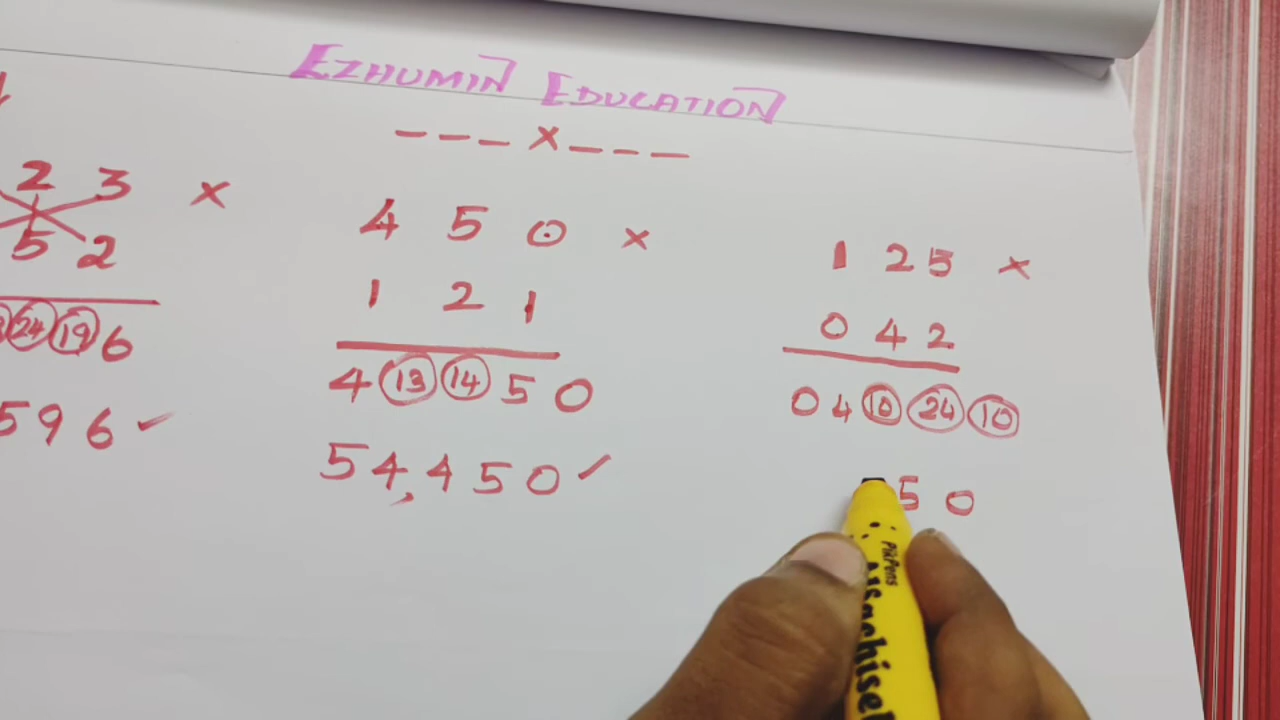 EZHUMIN EDUCATION
_ _ _ × _ _ _
2 3 ×
5 2
24 19 6
596 ✓
4 5 0 ×
1 2 1
4 13 14 5 0
54,450 ✓
1 2 5 ×
0 4 2
0 4 10 24 10
5 0
PikPens